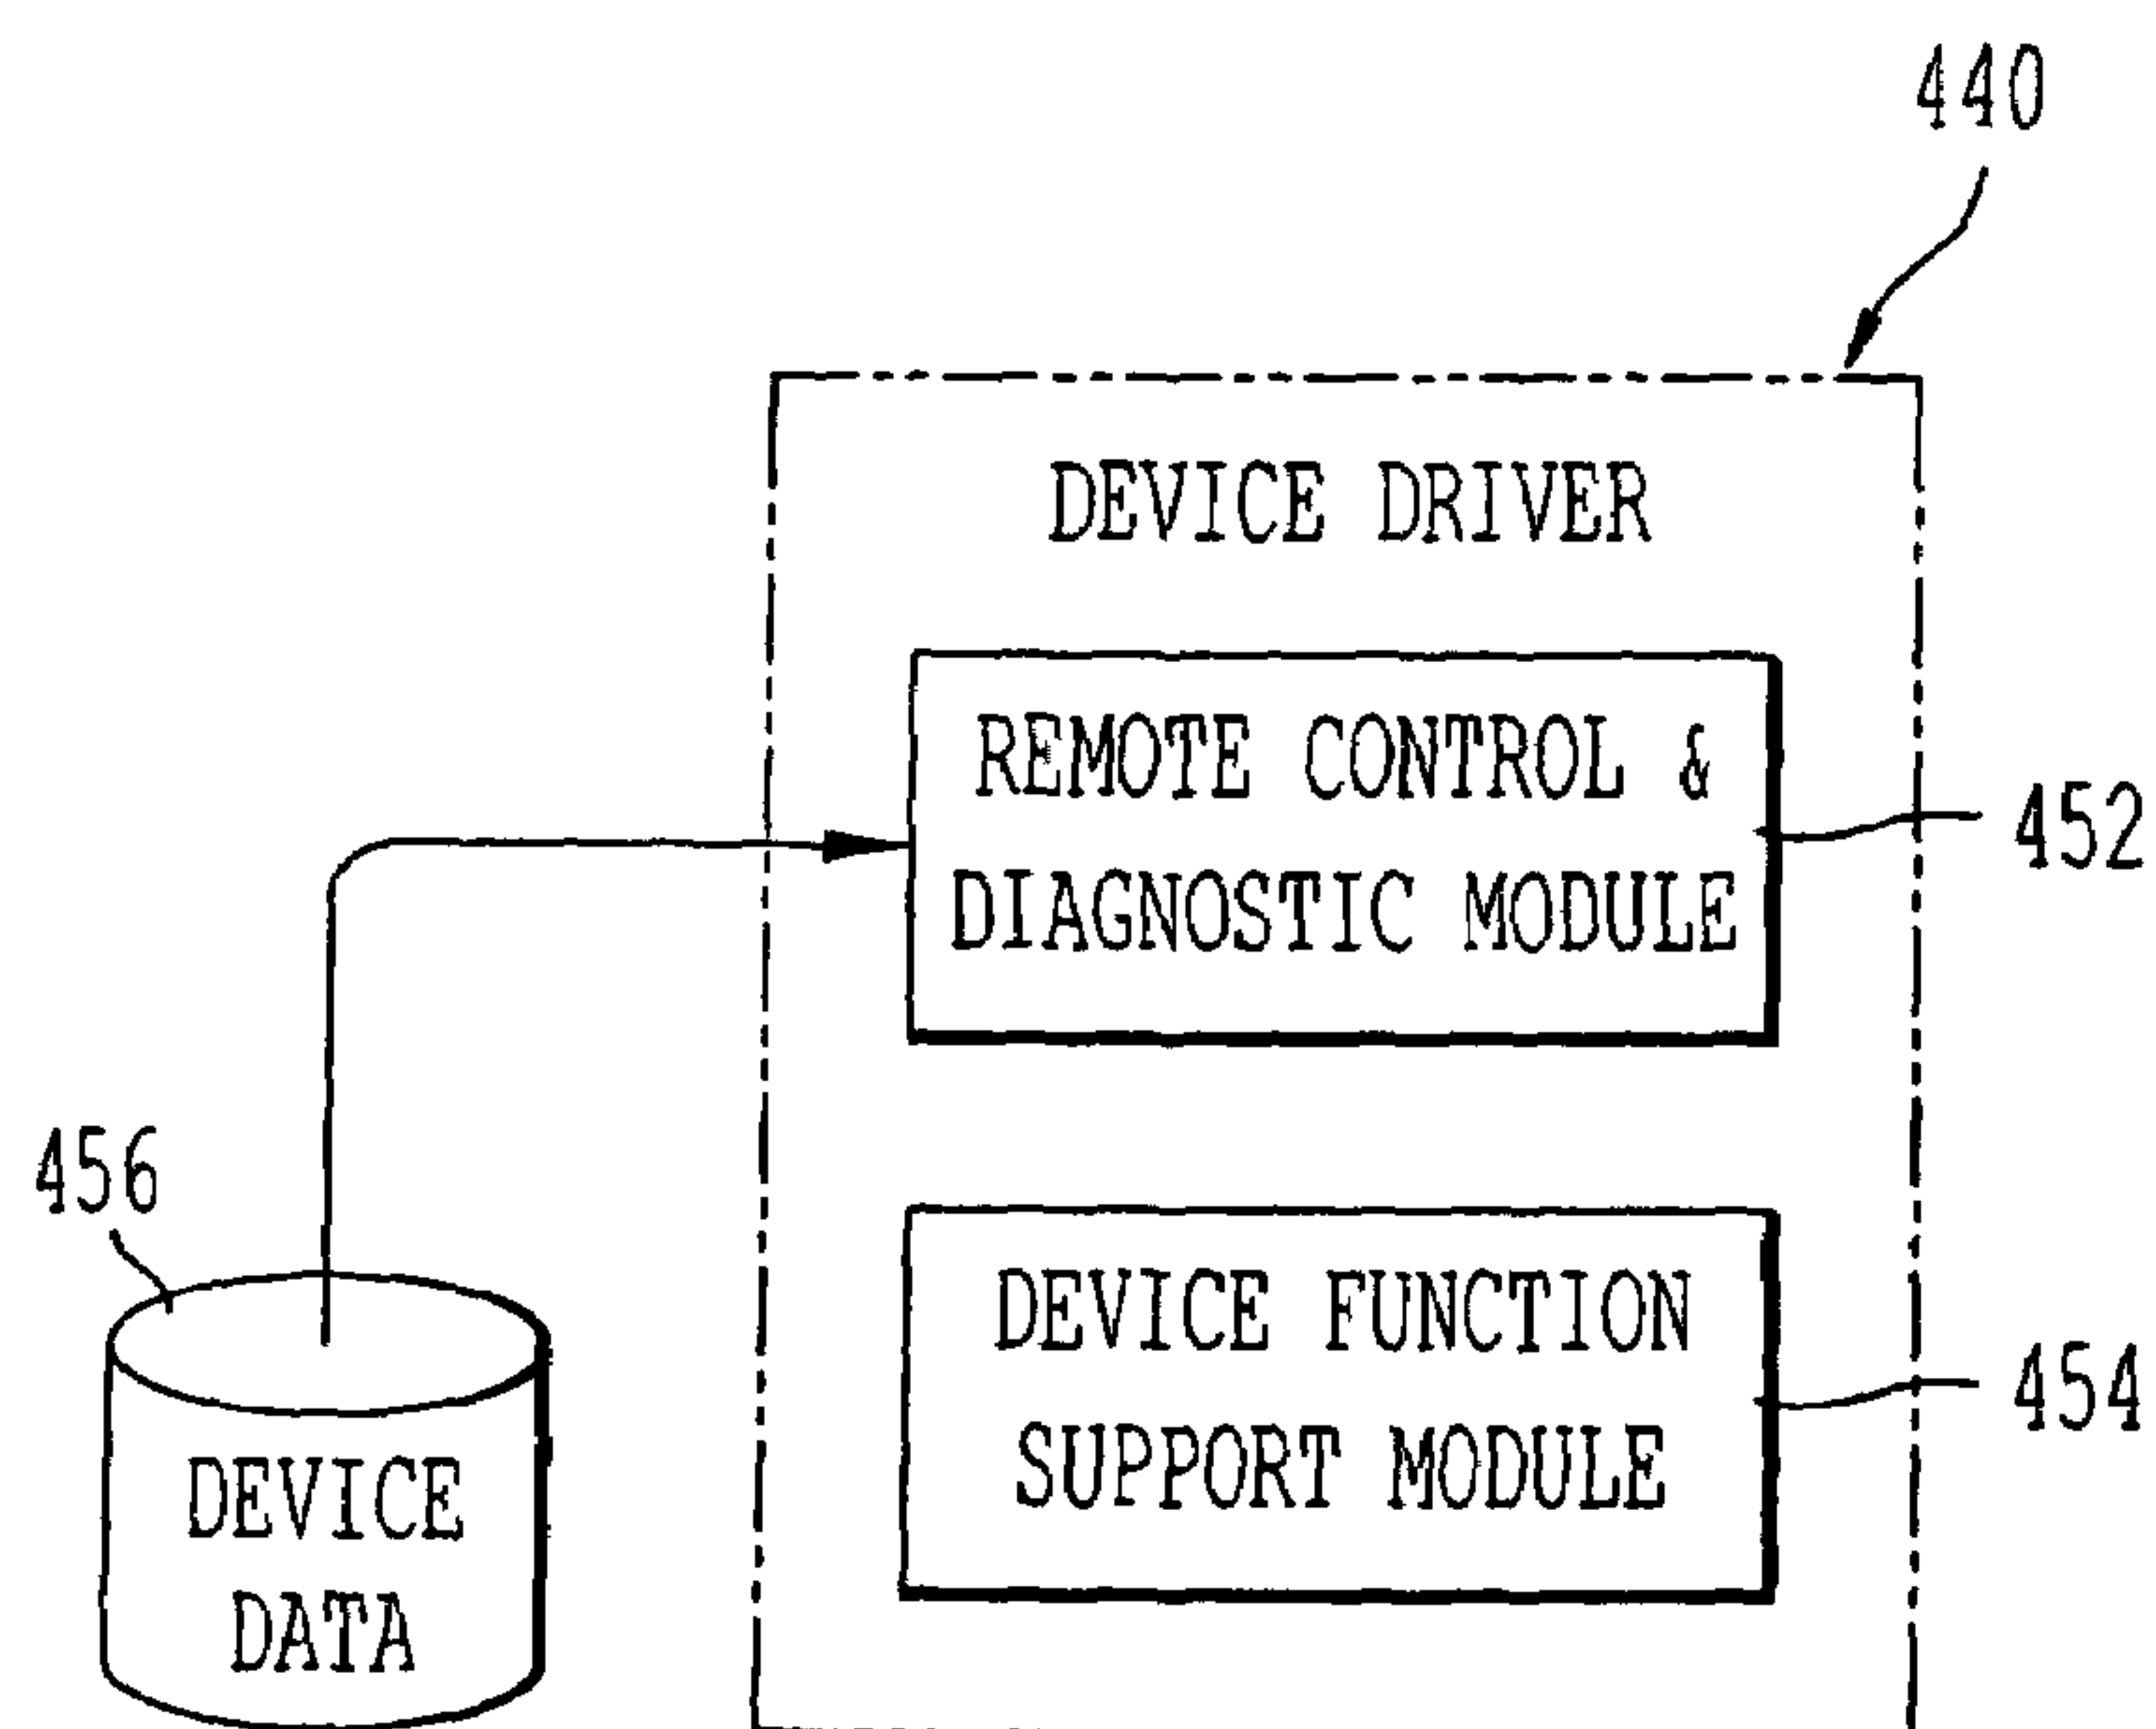 440
DEVICE DRIVER
REMOTE CONTROL &
DIAGNOSTIC MODULE
452
456
DEVICE FUNCTION
SUPPORT MODULE
454
DEVICE
DATA